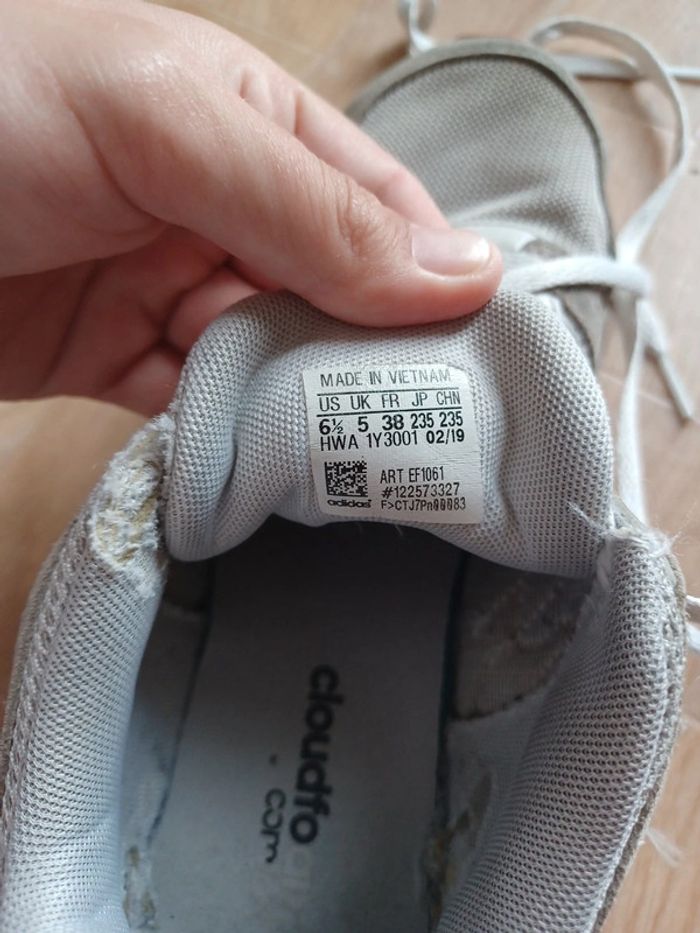 MADE IN VIETNAM
US UK FR JP CHN
6½ 5 38 235 235
HWA 1Y3001 02/19
ART EF1061
#122573327
adidas F>CTJ7Pn00083
cloudfo
com